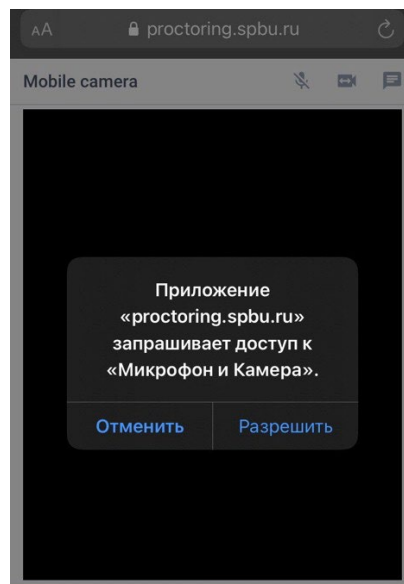 AA proctoring.spbu.ru
Mobile camera
Приложение
«proctoring.spbu.ru»
запрашивает доступ к
«Микрофон и Камера».
Отменить Разрешить